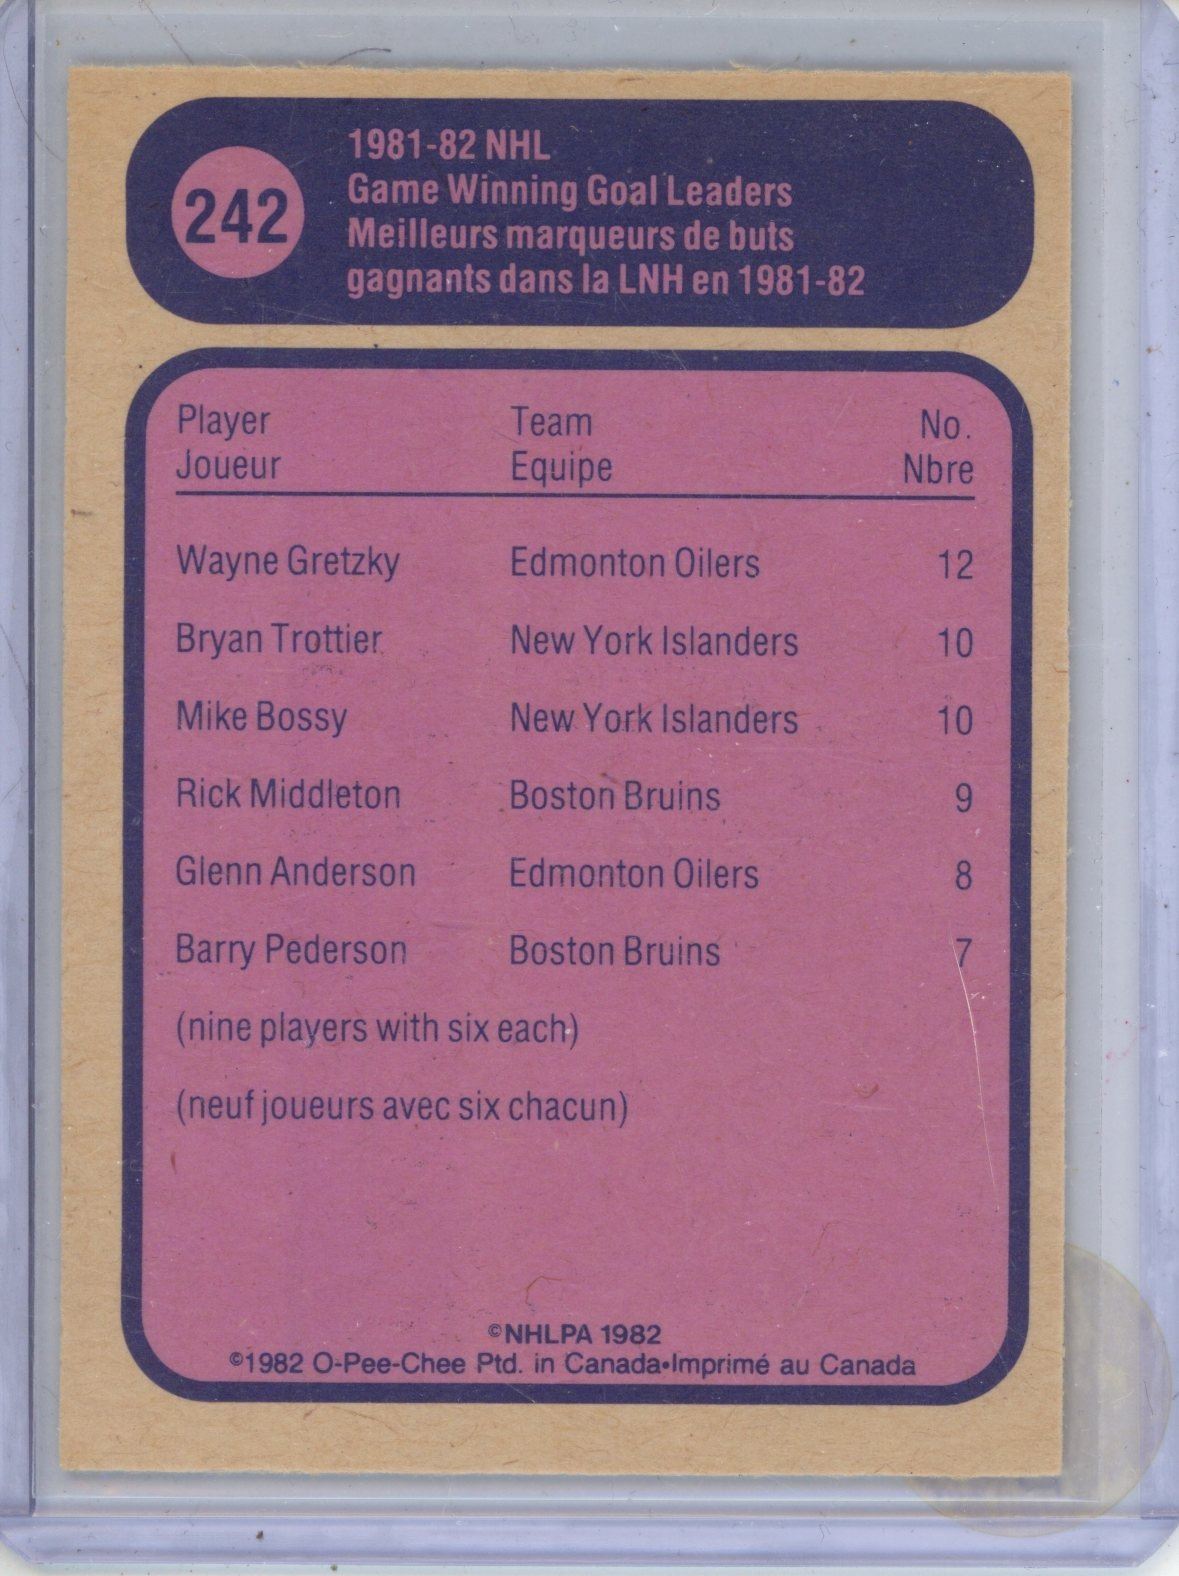 242
1981-82 NHL
Game Winning Goal Leaders
Meilleurs marqueurs de buts
gagnants dans la LNH en 1981-82
Player Team No.
Joueur Equipe Nbre
Wayne Gretzky Edmonton Oilers 12
Bryan Trottier New York Islanders 10
Mike Bossy New York Islanders 10
Rick Middleton Boston Bruins 9
Glenn Anderson Edmonton Oilers 8
Barry Pederson Boston Bruins 7
(nine players with six each)
(neuf joueurs avec six chacun)
©NHLPA 1982
©1982 O-Pee-Chee Ptd. in Canada•Imprimé au Canada